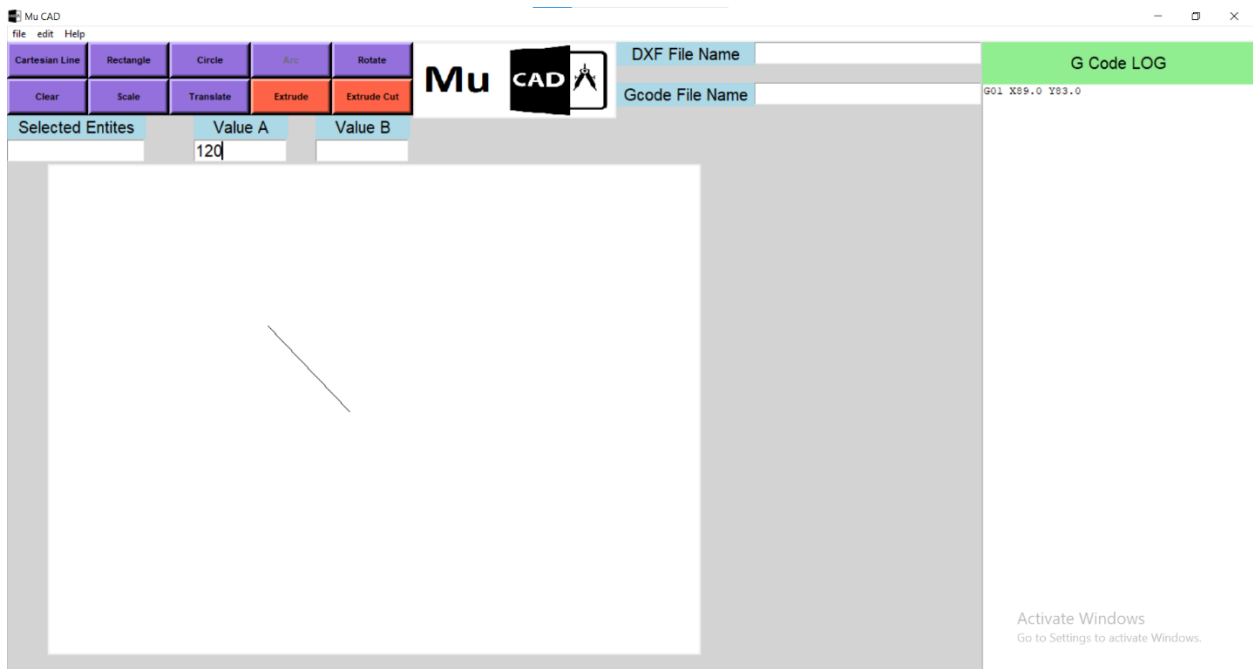 Mu CAD
file edit Help
Cartesian Line Rectangle Circle Arc Rotate
Clear Scale Translate Extrude Extrude Cut
Mu CAD
DXF File Name
Gcode File Name
G Code LOG
G01 X89.0 Y83.0
Selected Entites Value A Value B
120
Activate Windows
Go to Settings to activate Windows.